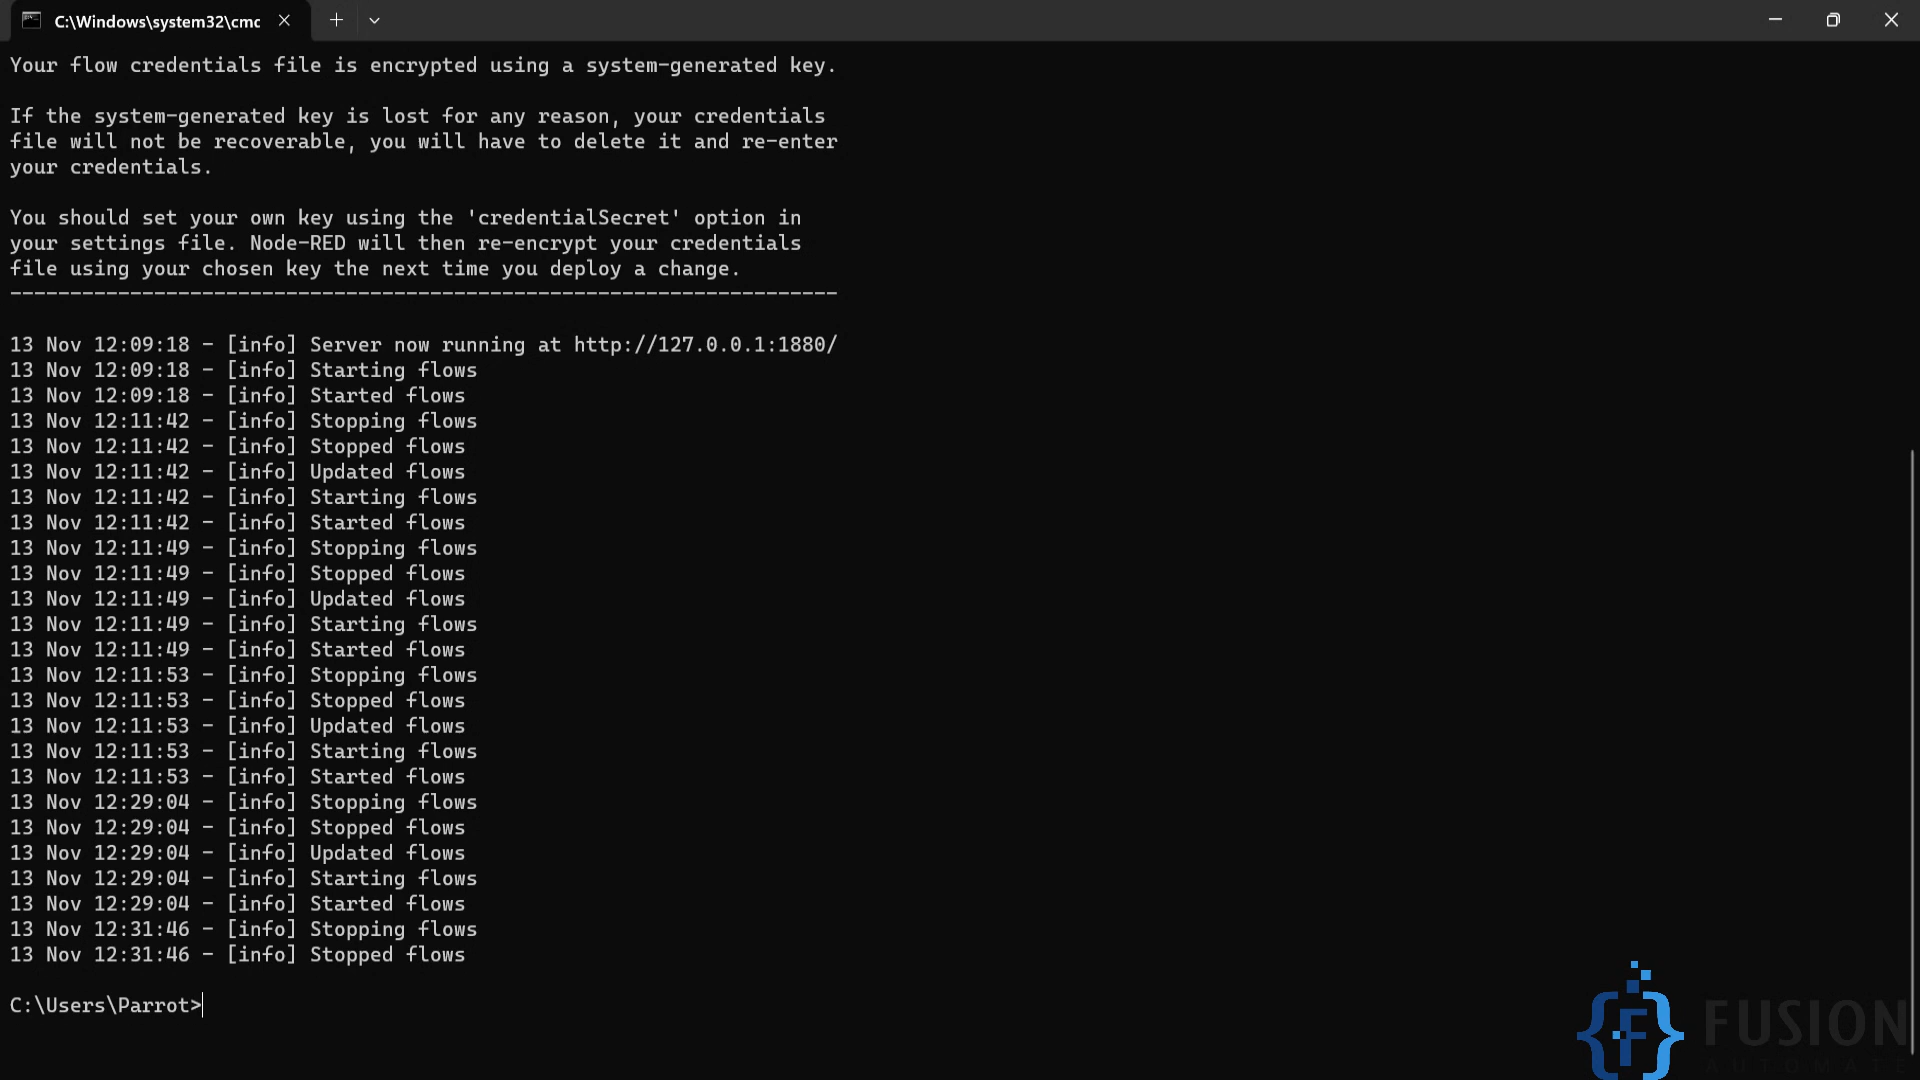 C:\Windows\system32\cmc
Your flow credentials file is encrypted using a system-generated key.
If the system-generated key is lost for any reason, your credentials
file will not be recoverable, you will have to delete it and re-enter
your credentials.
You should set your own key using the 'credentialSecret' option in
your settings file. Node-RED will then re-encrypt your credentials
file using your chosen key the next time you deploy a change.
---------------------------------------------------------------------
13 Nov 12:09:18 - [info] Server now running at http://127.0.0.1:1880/
13 Nov 12:09:18 - [info] Starting flows
13 Nov 12:09:18 - [info] Started flows
13 Nov 12:11:42 - [info] Stopping flows
13 Nov 12:11:42 - [info] Stopped flows
13 Nov 12:11:42 - [info] Updated flows
13 Nov 12:11:42 - [info] Starting flows
13 Nov 12:11:42 - [info] Started flows
13 Nov 12:11:49 - [info] Stopping flows
13 Nov 12:11:49 - [info] Stopped flows
13 Nov 12:11:49 - [info] Updated flows
13 Nov 12:11:49 - [info] Starting flows
13 Nov 12:11:49 - [info] Started flows
13 Nov 12:11:53 - [info] Stopping flows
13 Nov 12:11:53 - [info] Stopped flows
13 Nov 12:11:53 - [info] Updated flows
13 Nov 12:11:53 - [info] Starting flows
13 Nov 12:11:53 - [info] Started flows
13 Nov 12:29:04 - [info] Stopping flows
13 Nov 12:29:04 - [info] Stopped flows
13 Nov 12:29:04 - [info] Updated flows
13 Nov 12:29:04 - [info] Starting flows
13 Nov 12:29:04 - [info] Started flows
13 Nov 12:31:46 - [info] Stopping flows
13 Nov 12:31:46 - [info] Stopped flows
C:\Users\Parrot>
FUSION
AUTOMATE